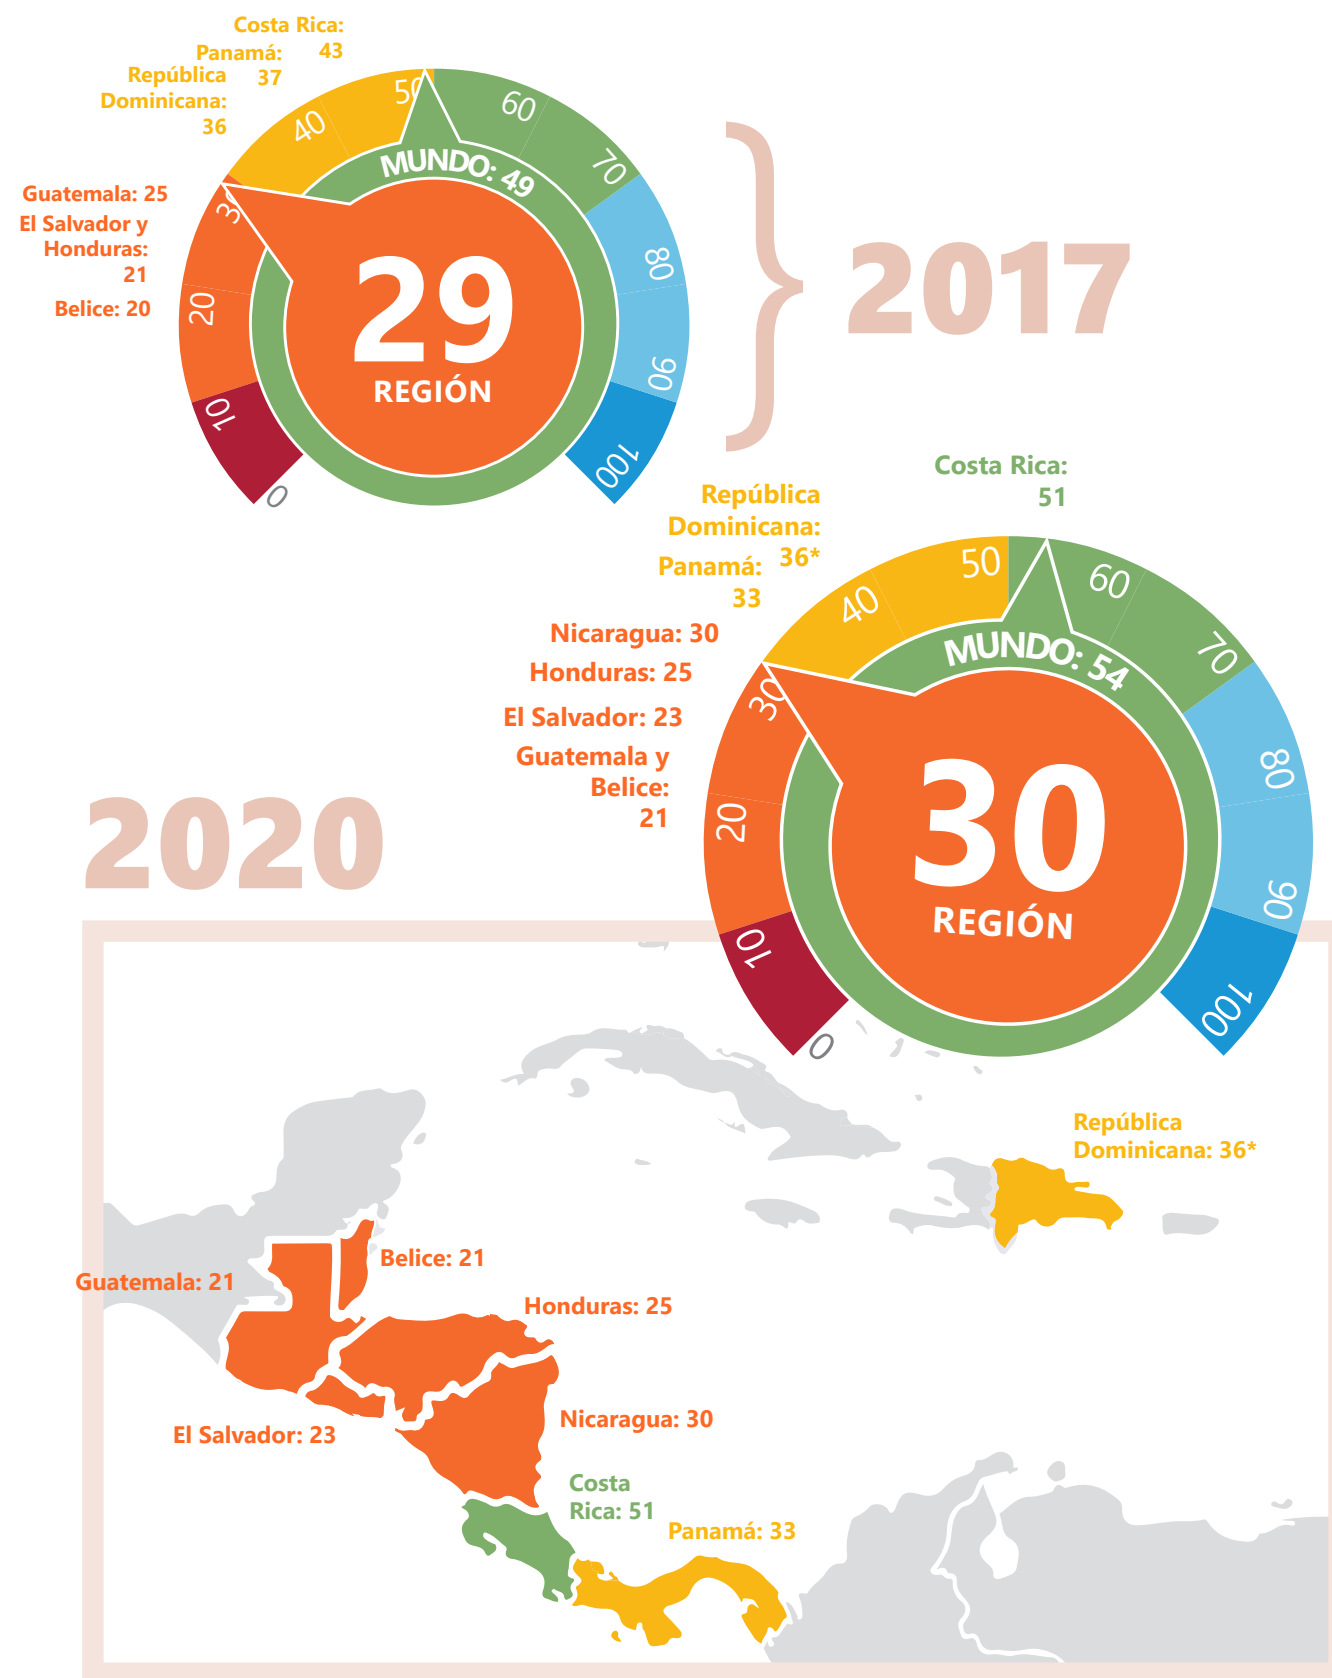 Costa Rica:
43
Panamá:
37
República
Dominicana:
36
Guatemala: 25
El Salvador y
Honduras:
21
Belice: 20
0
10
20
30
40
50
60
70
80
90
100
MUNDO: 49
29
REGIÓN
2017
Costa Rica:
51
República
Dominicana:
36*
Panamá:
33
Nicaragua: 30
Honduras: 25
El Salvador: 23
Guatemala y
Belice:
21
0
10
20
30
40
50
60
70
80
90
100
MUNDO: 54
30
REGIÓN
2020
República
Dominicana: 36*
Belice: 21
Guatemala: 21
Honduras: 25
Nicaragua: 30
El Salvador: 23
Costa
Rica: 51
Panamá: 33